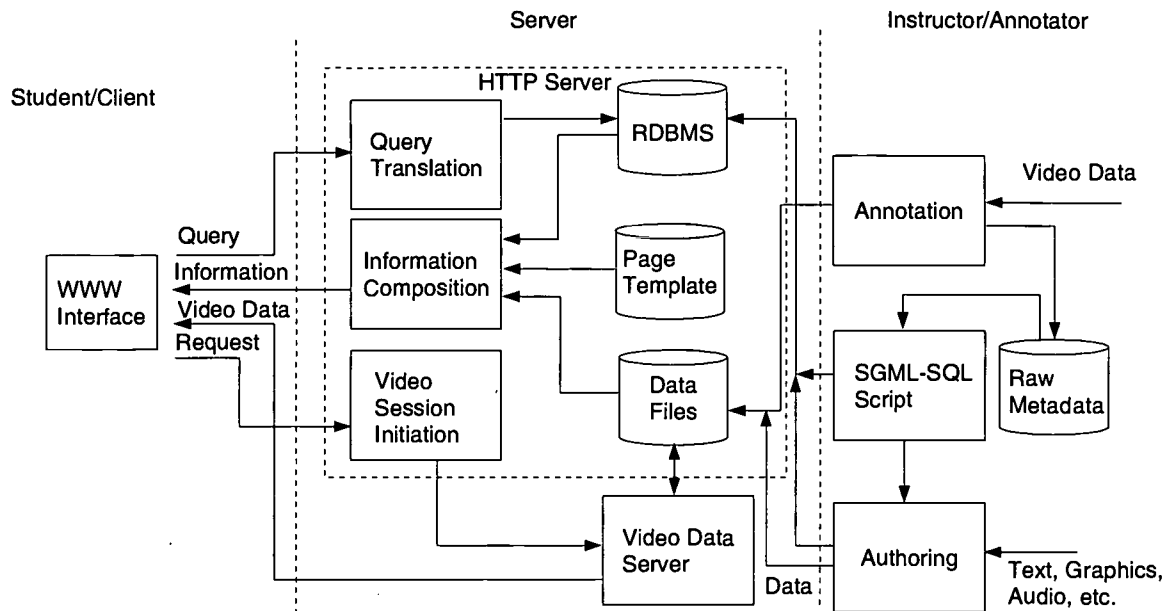 Server
Instructor/Annotator
Student/Client
HTTP Server
RDBMS
Query
Translation
Video Data
Annotation
Query
Information
Video Data
Request
WWW
Interface
Information
Composition
Page
Template
Video
Session
Initiation
Data
Files
SGML-SQL
Script
Raw
Metadata
Video Data
Server
Data
Authoring
Text, Graphics,
Audio, etc.